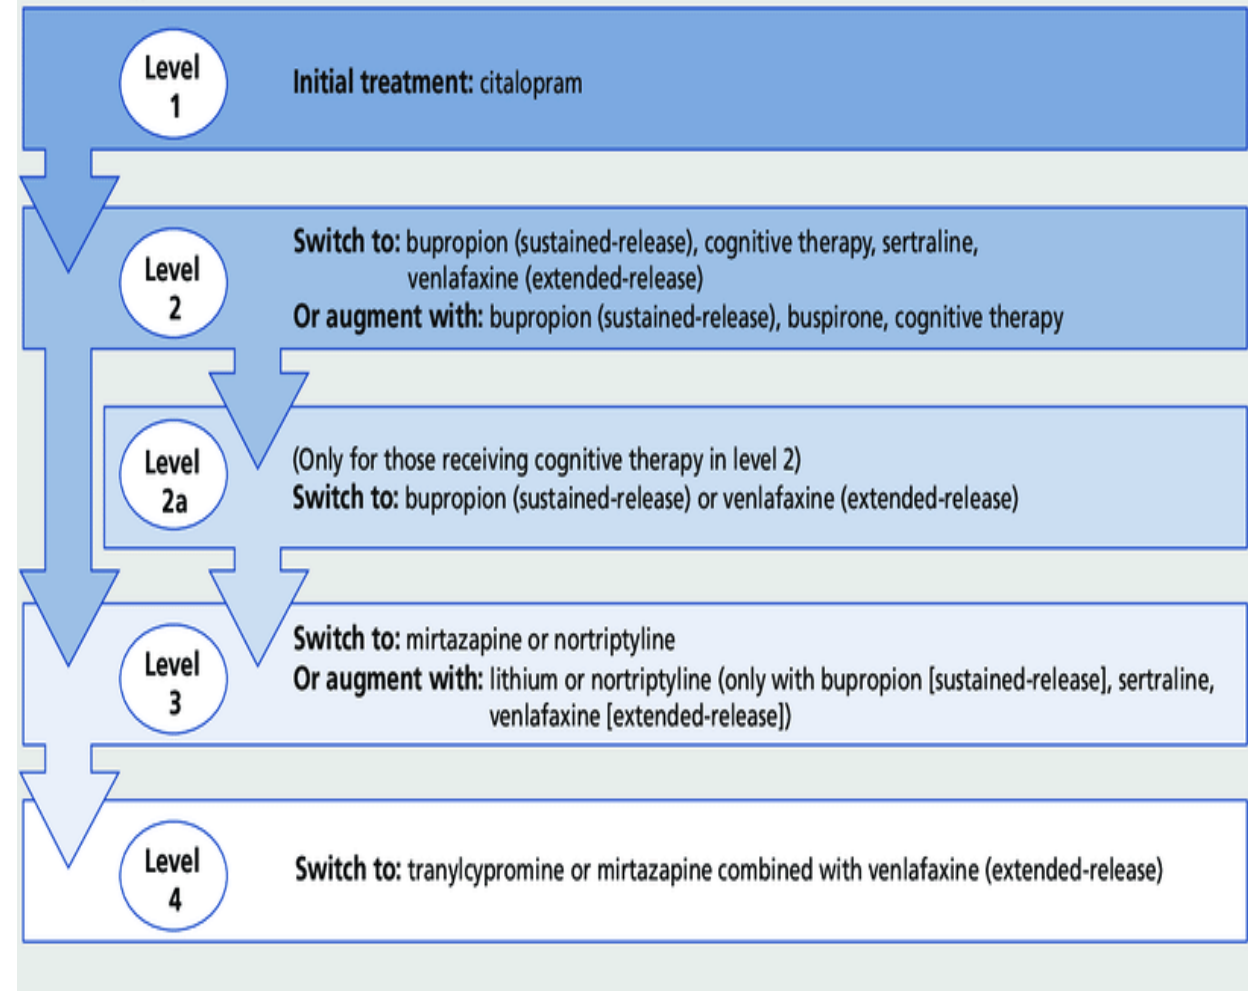 Level
1
Initial treatment: citalopram
Level
2
Switch to: bupropion (sustained-release), cognitive therapy, sertraline,
venlafaxine (extended-release)
Or augment with: bupropion (sustained-release), buspirone, cognitive therapy
Level
2a
(Only for those receiving cognitive therapy in level 2)
Switch to: bupropion (sustained-release) or venlafaxine (extended-release)
Level
3
Switch to: mirtazapine or nortriptyline
Or augment with: lithium or nortriptyline (only with bupropion [sustained-release], sertraline,
venlafaxine [extended-release])
Level
4
Switch to: tranylcypromine or mirtazapine combined with venlafaxine (extended-release)